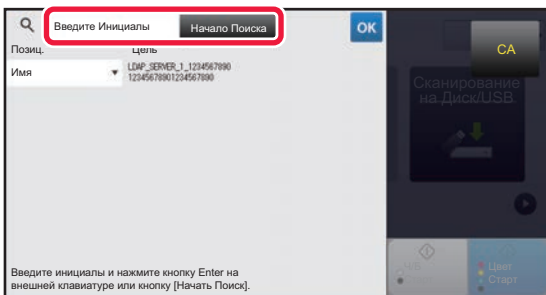 Введите Инициалы
Начало Поиска
OK
CA
Позиц.
Цель
Имя
LDAP_SERVER_1_1234567890
12345678901234567890
Сканирование
на Диск/USB
Ч/Б
Старт
Цвет
Старт
Введите инициалы и нажмите кнопку Enter на
внешней клавиатуре или кнопку [Начать Поиск].